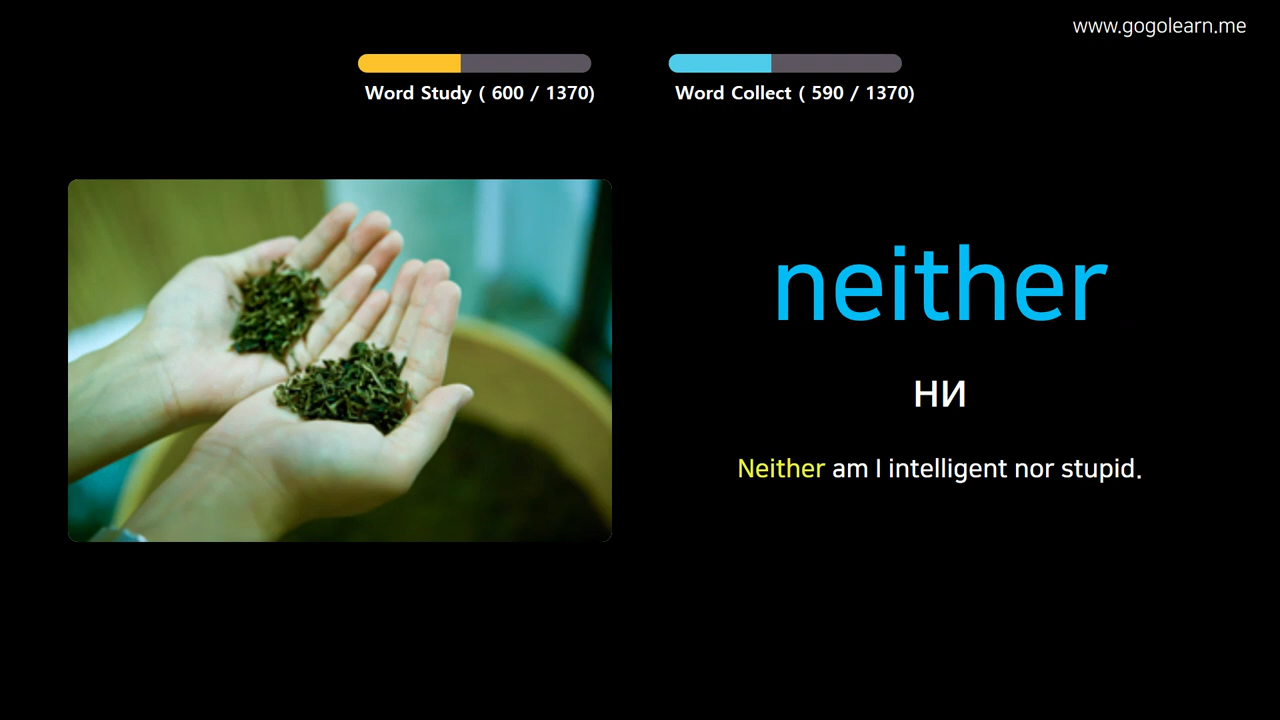 www.gogolearn.me
Word Study ( 600 / 1370)
Word Collect ( 590 / 1370)
neither
ни
Neither am I intelligent nor stupid.